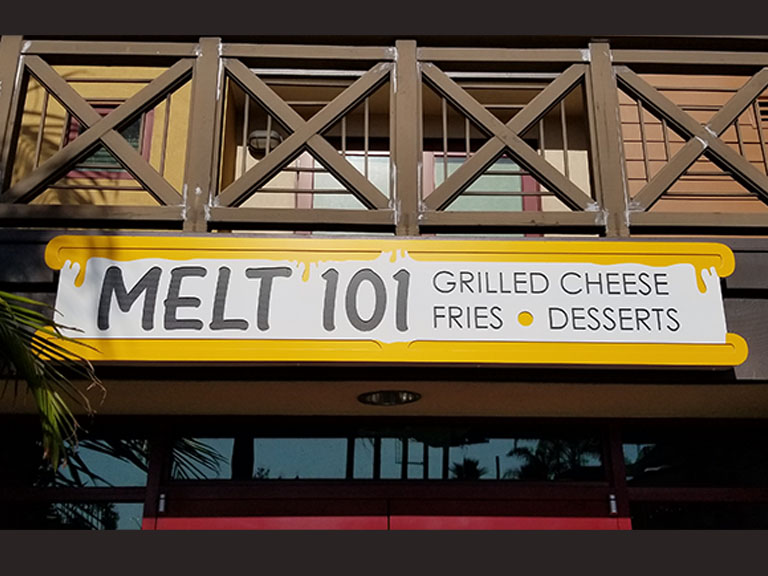 MELT 101
GRILLED CHEESE
FRIES • DESSERTS